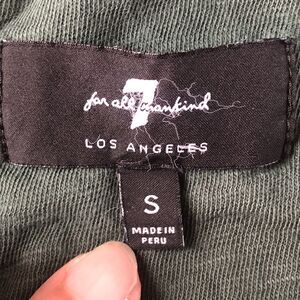 7
for all mankind
LOS ANGELES
S
MADE IN
PERU